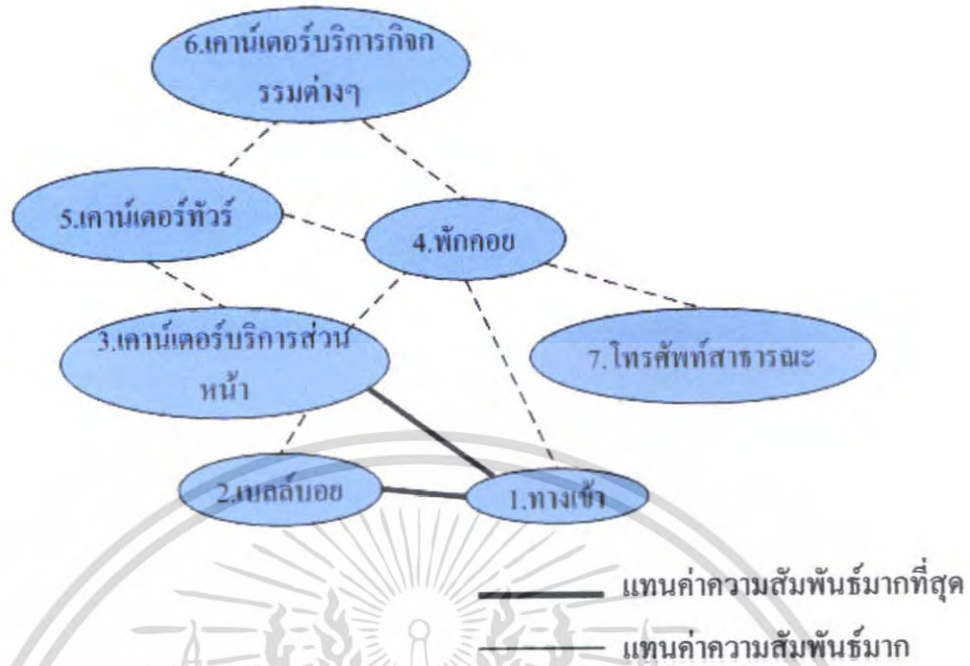 6.เคาน์เตอร์บริการกิจก
รรมต่างๆ
5.เคาน์เตอร์ทัวร์
4.พักคอย
3.เคาน์เตอร์บริการส่วน
หน้า
7.โทรศัพท์สาธารณะ
2.เบลล์บอย
1.ทางเข้า
แทนค่าความสัมพันธ์มากที่สุด
แทนค่าความสัมพันธ์มาก